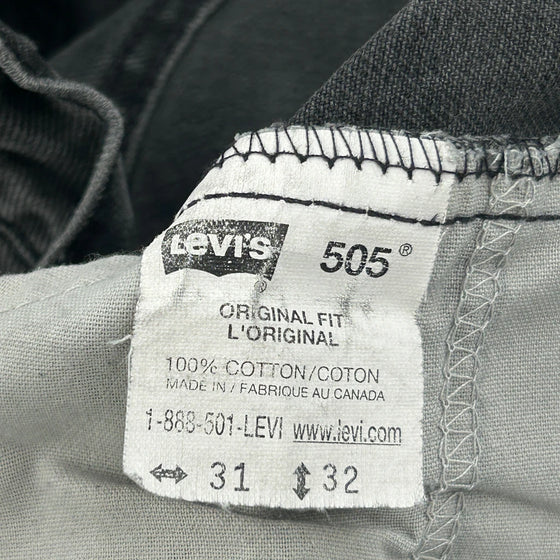 Levi's 505®
®
ORIGINAL FIT
L'ORIGINAL
100% COTTON/COTON
MADE IN / FABRIQUE AU CANADA
1-888-501-LEVI www.levi.com
↔ 31 ↕ 32